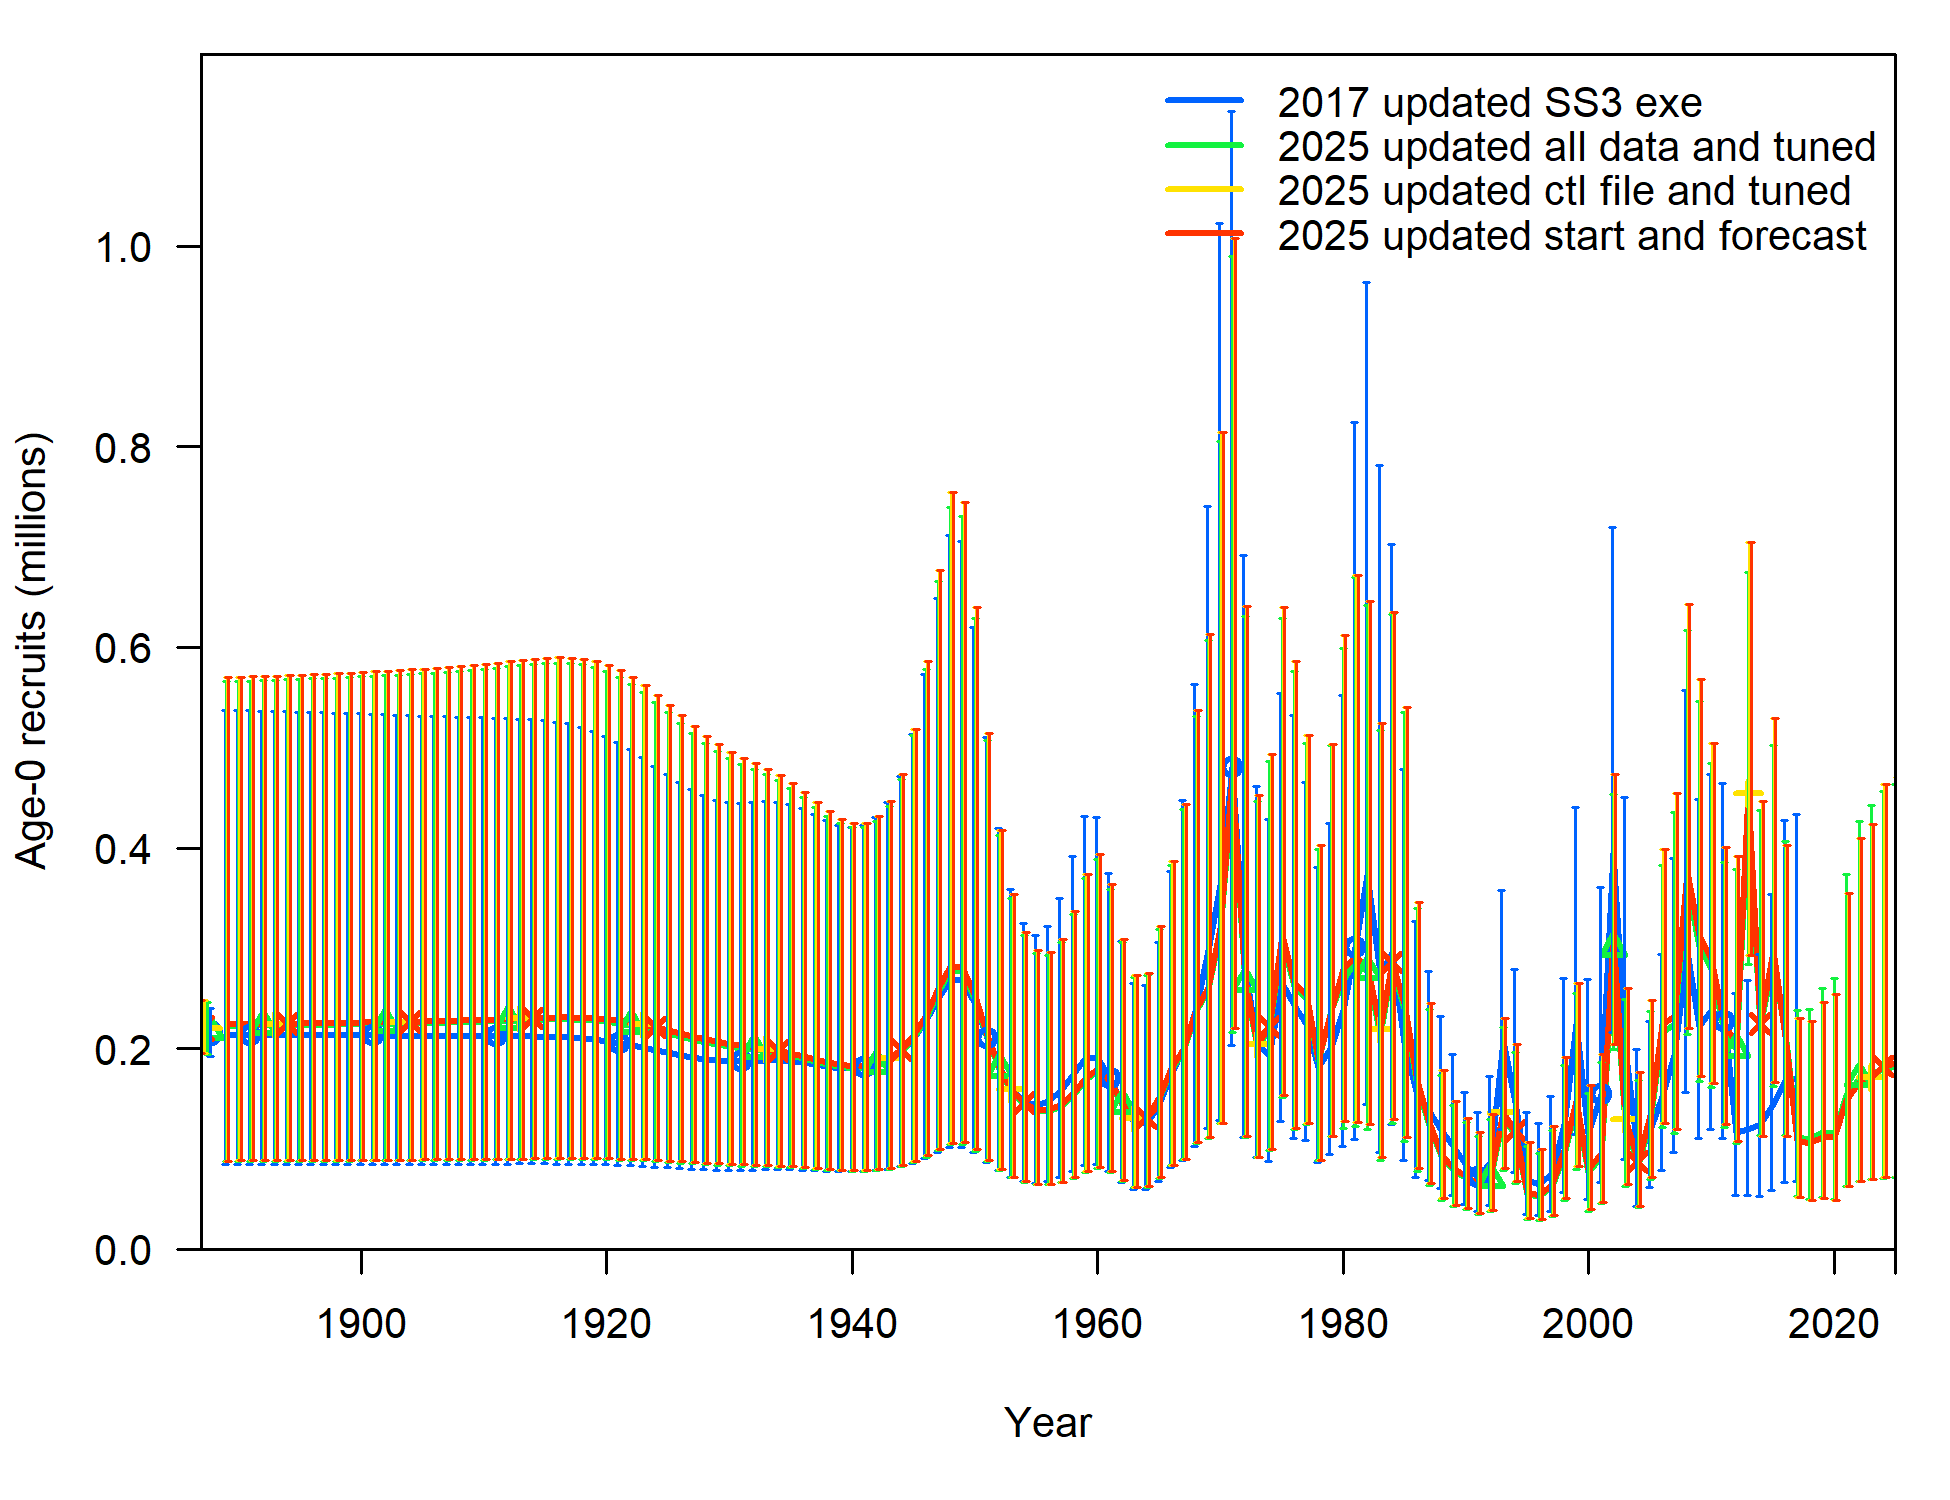 2017 updated SS3 exe
2025 updated all data and tuned
2025 updated ctl file and tuned
2025 updated start and forecast
Age-0 recruits (millions)
1.0
0.8
0.6
0.4
0.2
0.0
1900 1920 1940 1960 1980 2000 2020
Year